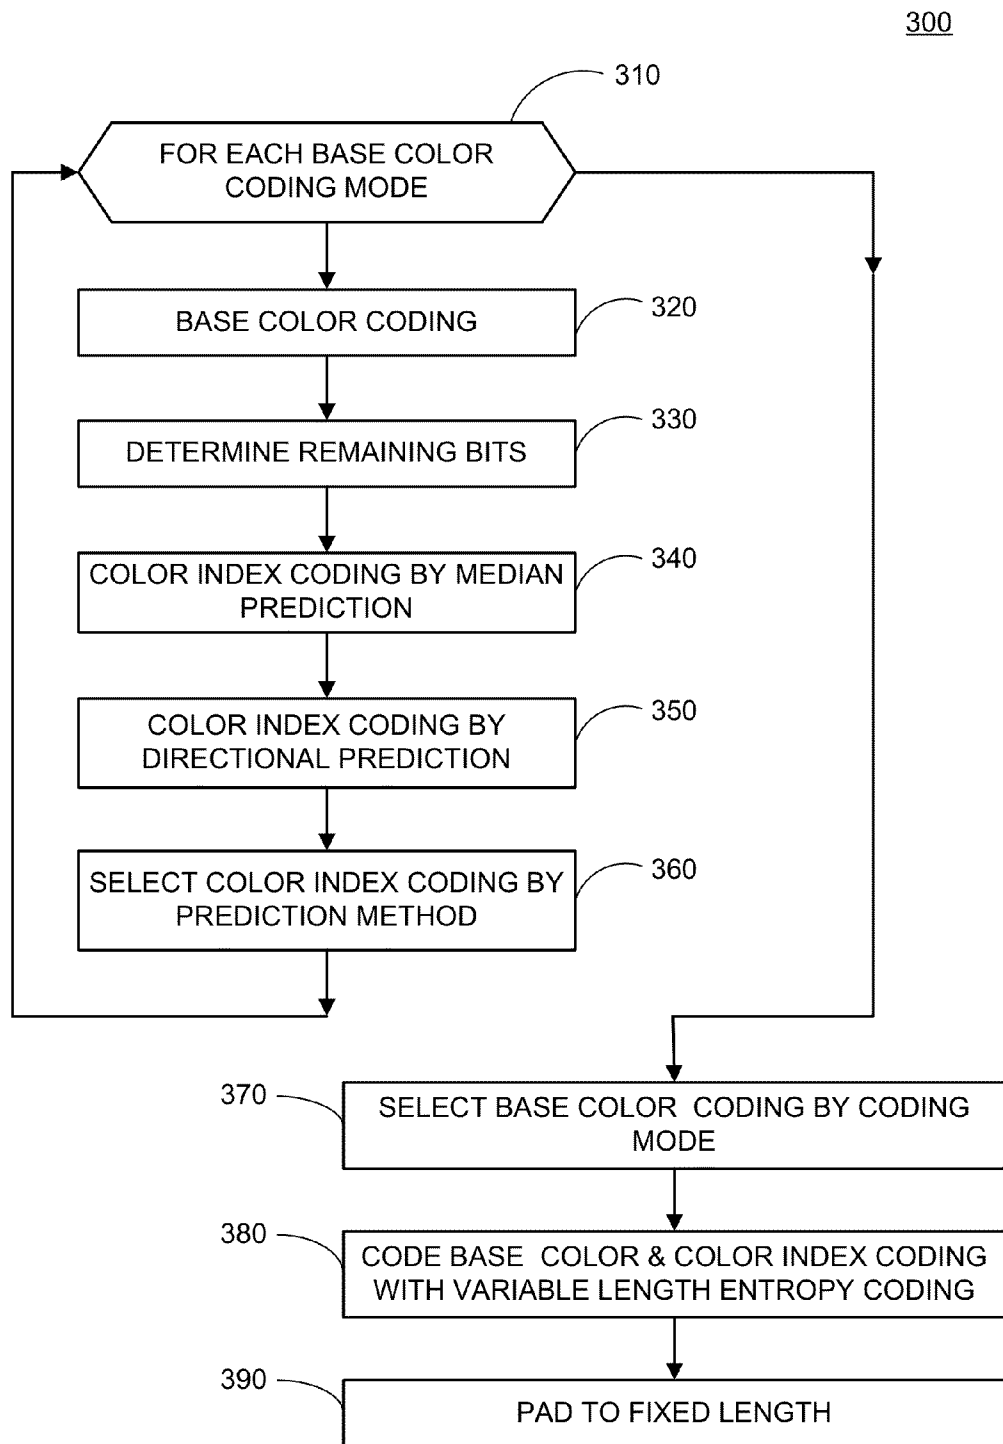 300
310
FOR EACH BASE COLOR
CODING MODE
BASE COLOR CODING
320
DETERMINE REMAINING BITS
330
COLOR INDEX CODING BY MEDIAN
PREDICTION
340
COLOR INDEX CODING BY
DIRECTIONAL PREDICTION
350
SELECT COLOR INDEX CODING BY
PREDICTION METHOD
360
370
SELECT BASE COLOR CODING BY CODING
MODE
380
CODE BASE COLOR & COLOR INDEX CODING
WITH VARIABLE LENGTH ENTROPY CODING
390
PAD TO FIXED LENGTH